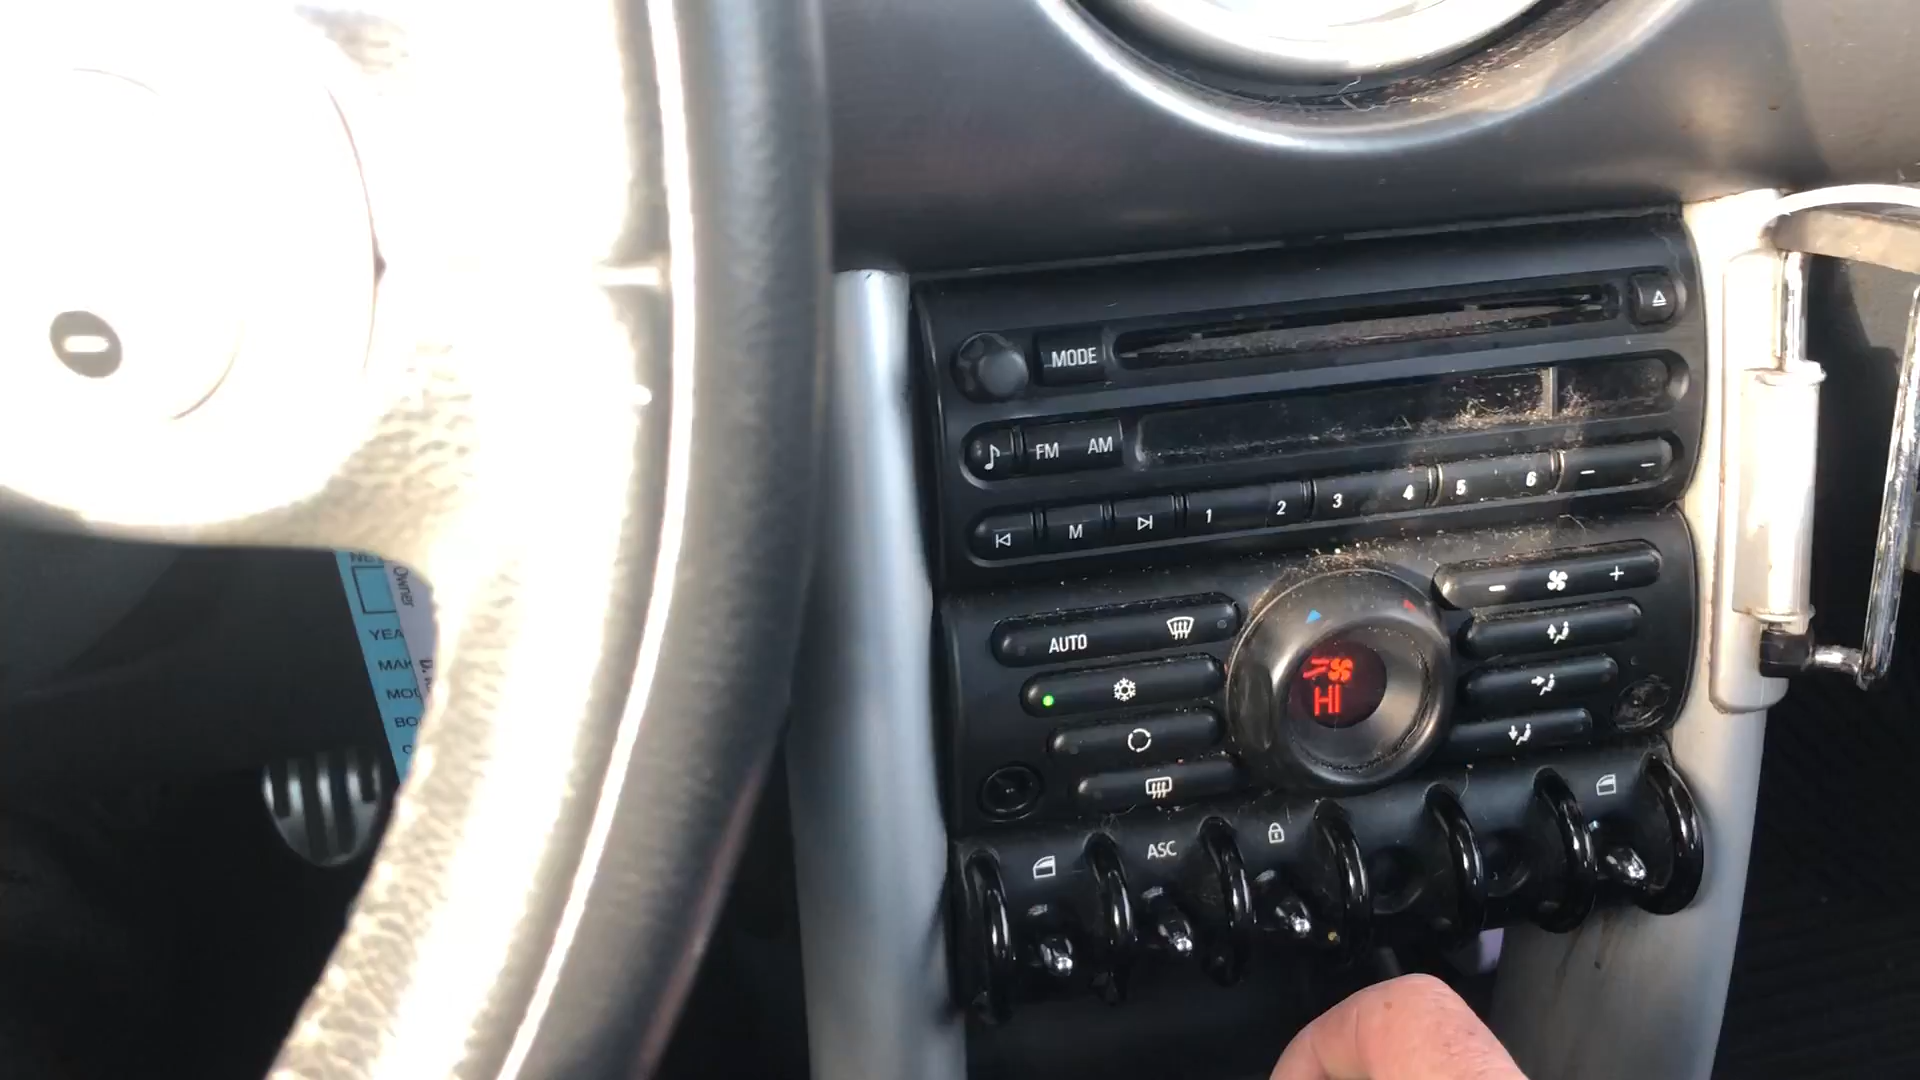 MODE
FM AM
M 1 2 3 4 5 6
AUTO
HI
ASC
Owner
YEA
MAK
MOD
BO